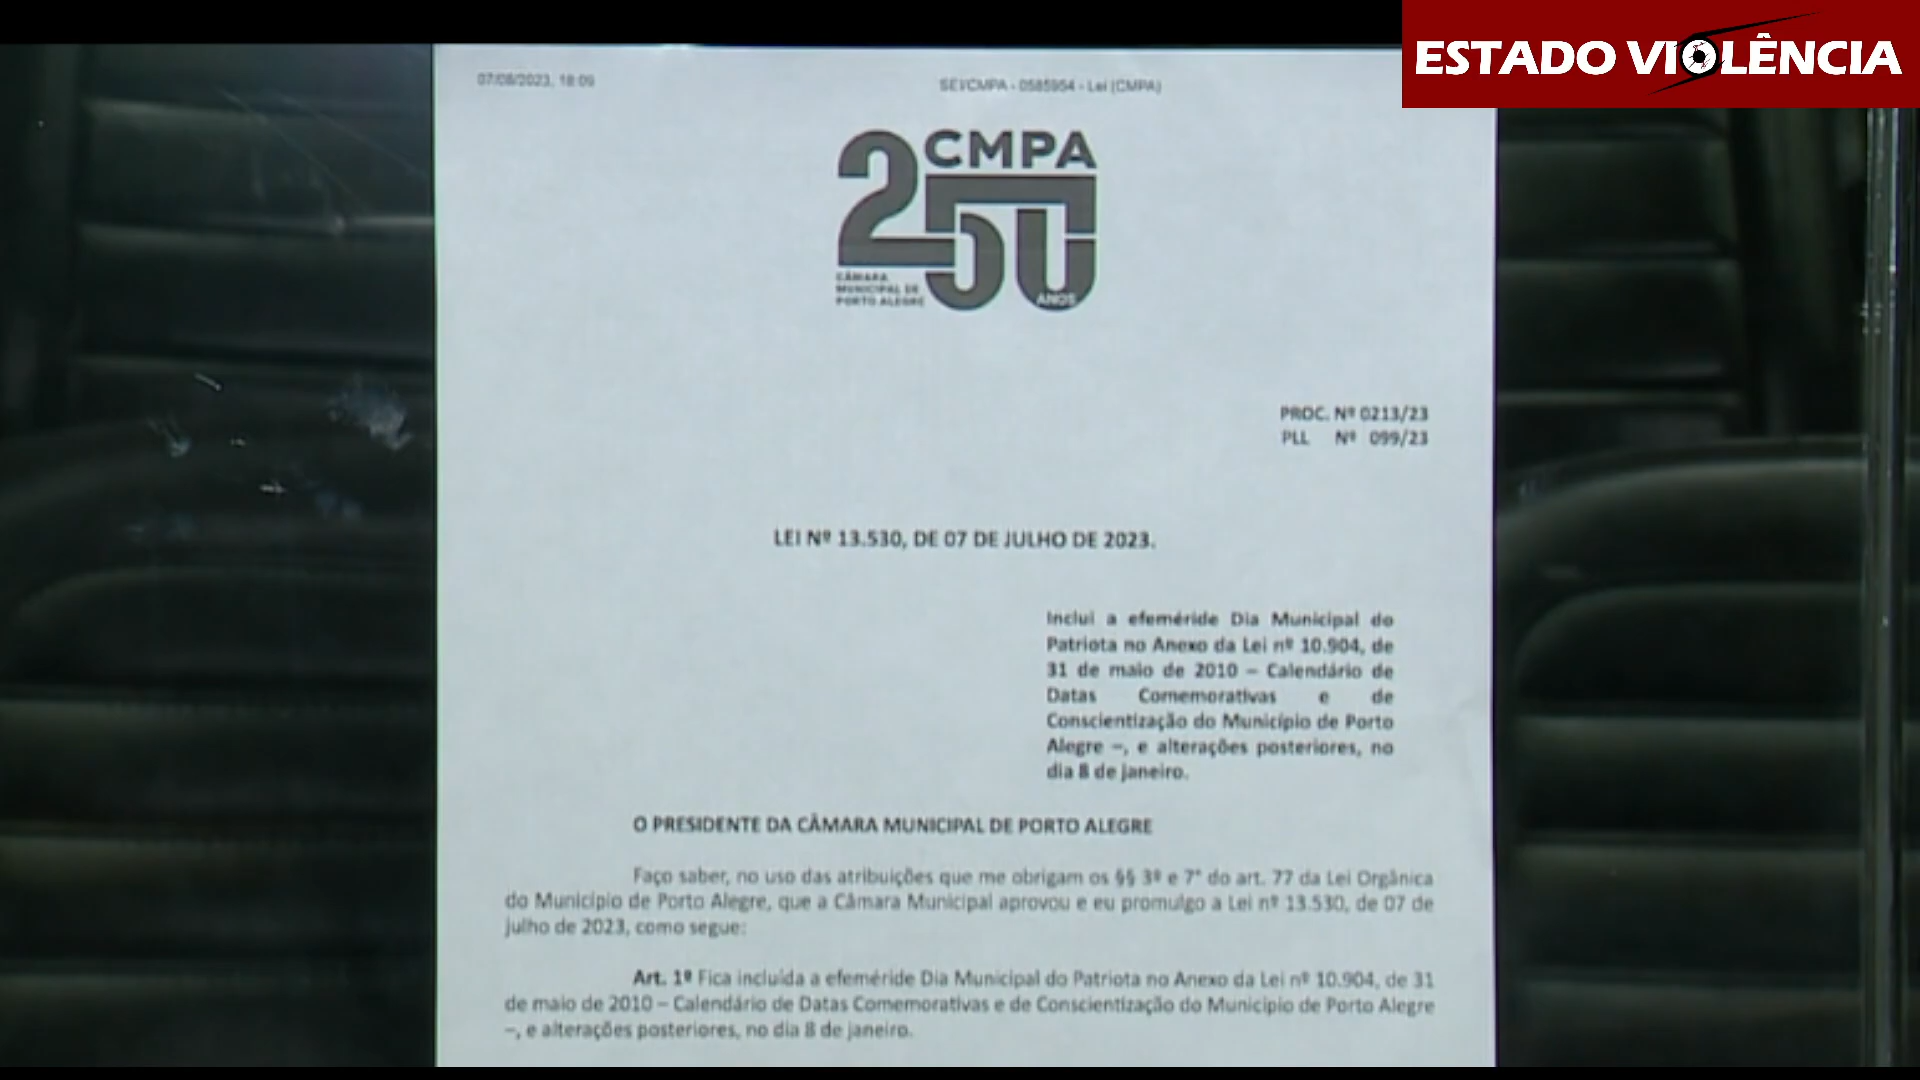 ESTADO VIOLÊNCIA
07/08/2023, 18:09
SEI/CMPA - 0585954 - Lei (CMPA)
CMPA
250
CÂMARA
MUNICIPAL DE
PORTO ALEGRE
ANOS
PROC. Nº 0213/23
PLL Nº 099/23
LEI Nº 13.530, DE 07 DE JULHO DE 2023.
Inclui a efeméride Dia Municipal do
Patriota no Anexo da Lei nº 10.904, de
31 de maio de 2010 – Calendário de
Datas Comemorativas e de
Conscientização do Município de Porto
Alegre –, e alterações posteriores, no
dia 8 de janeiro.
O PRESIDENTE DA CÂMARA MUNICIPAL DE PORTO ALEGRE
Faço saber, no uso das atribuições que me obrigam os §§ 3º e 7º do art. 77 da Lei Orgânica
do Município de Porto Alegre, que a Câmara Municipal aprovou e eu promulgo a Lei nº 13.530, de 07 de
julho de 2023, como segue:
Art. 1º Fica incluída a efeméride Dia Municipal do Patriota no Anexo da Lei nº 10.904, de 31
de maio de 2010 – Calendário de Datas Comemorativas e de Conscientização do Município de Porto Alegre
–, e alterações posteriores, no dia 8 de janeiro.